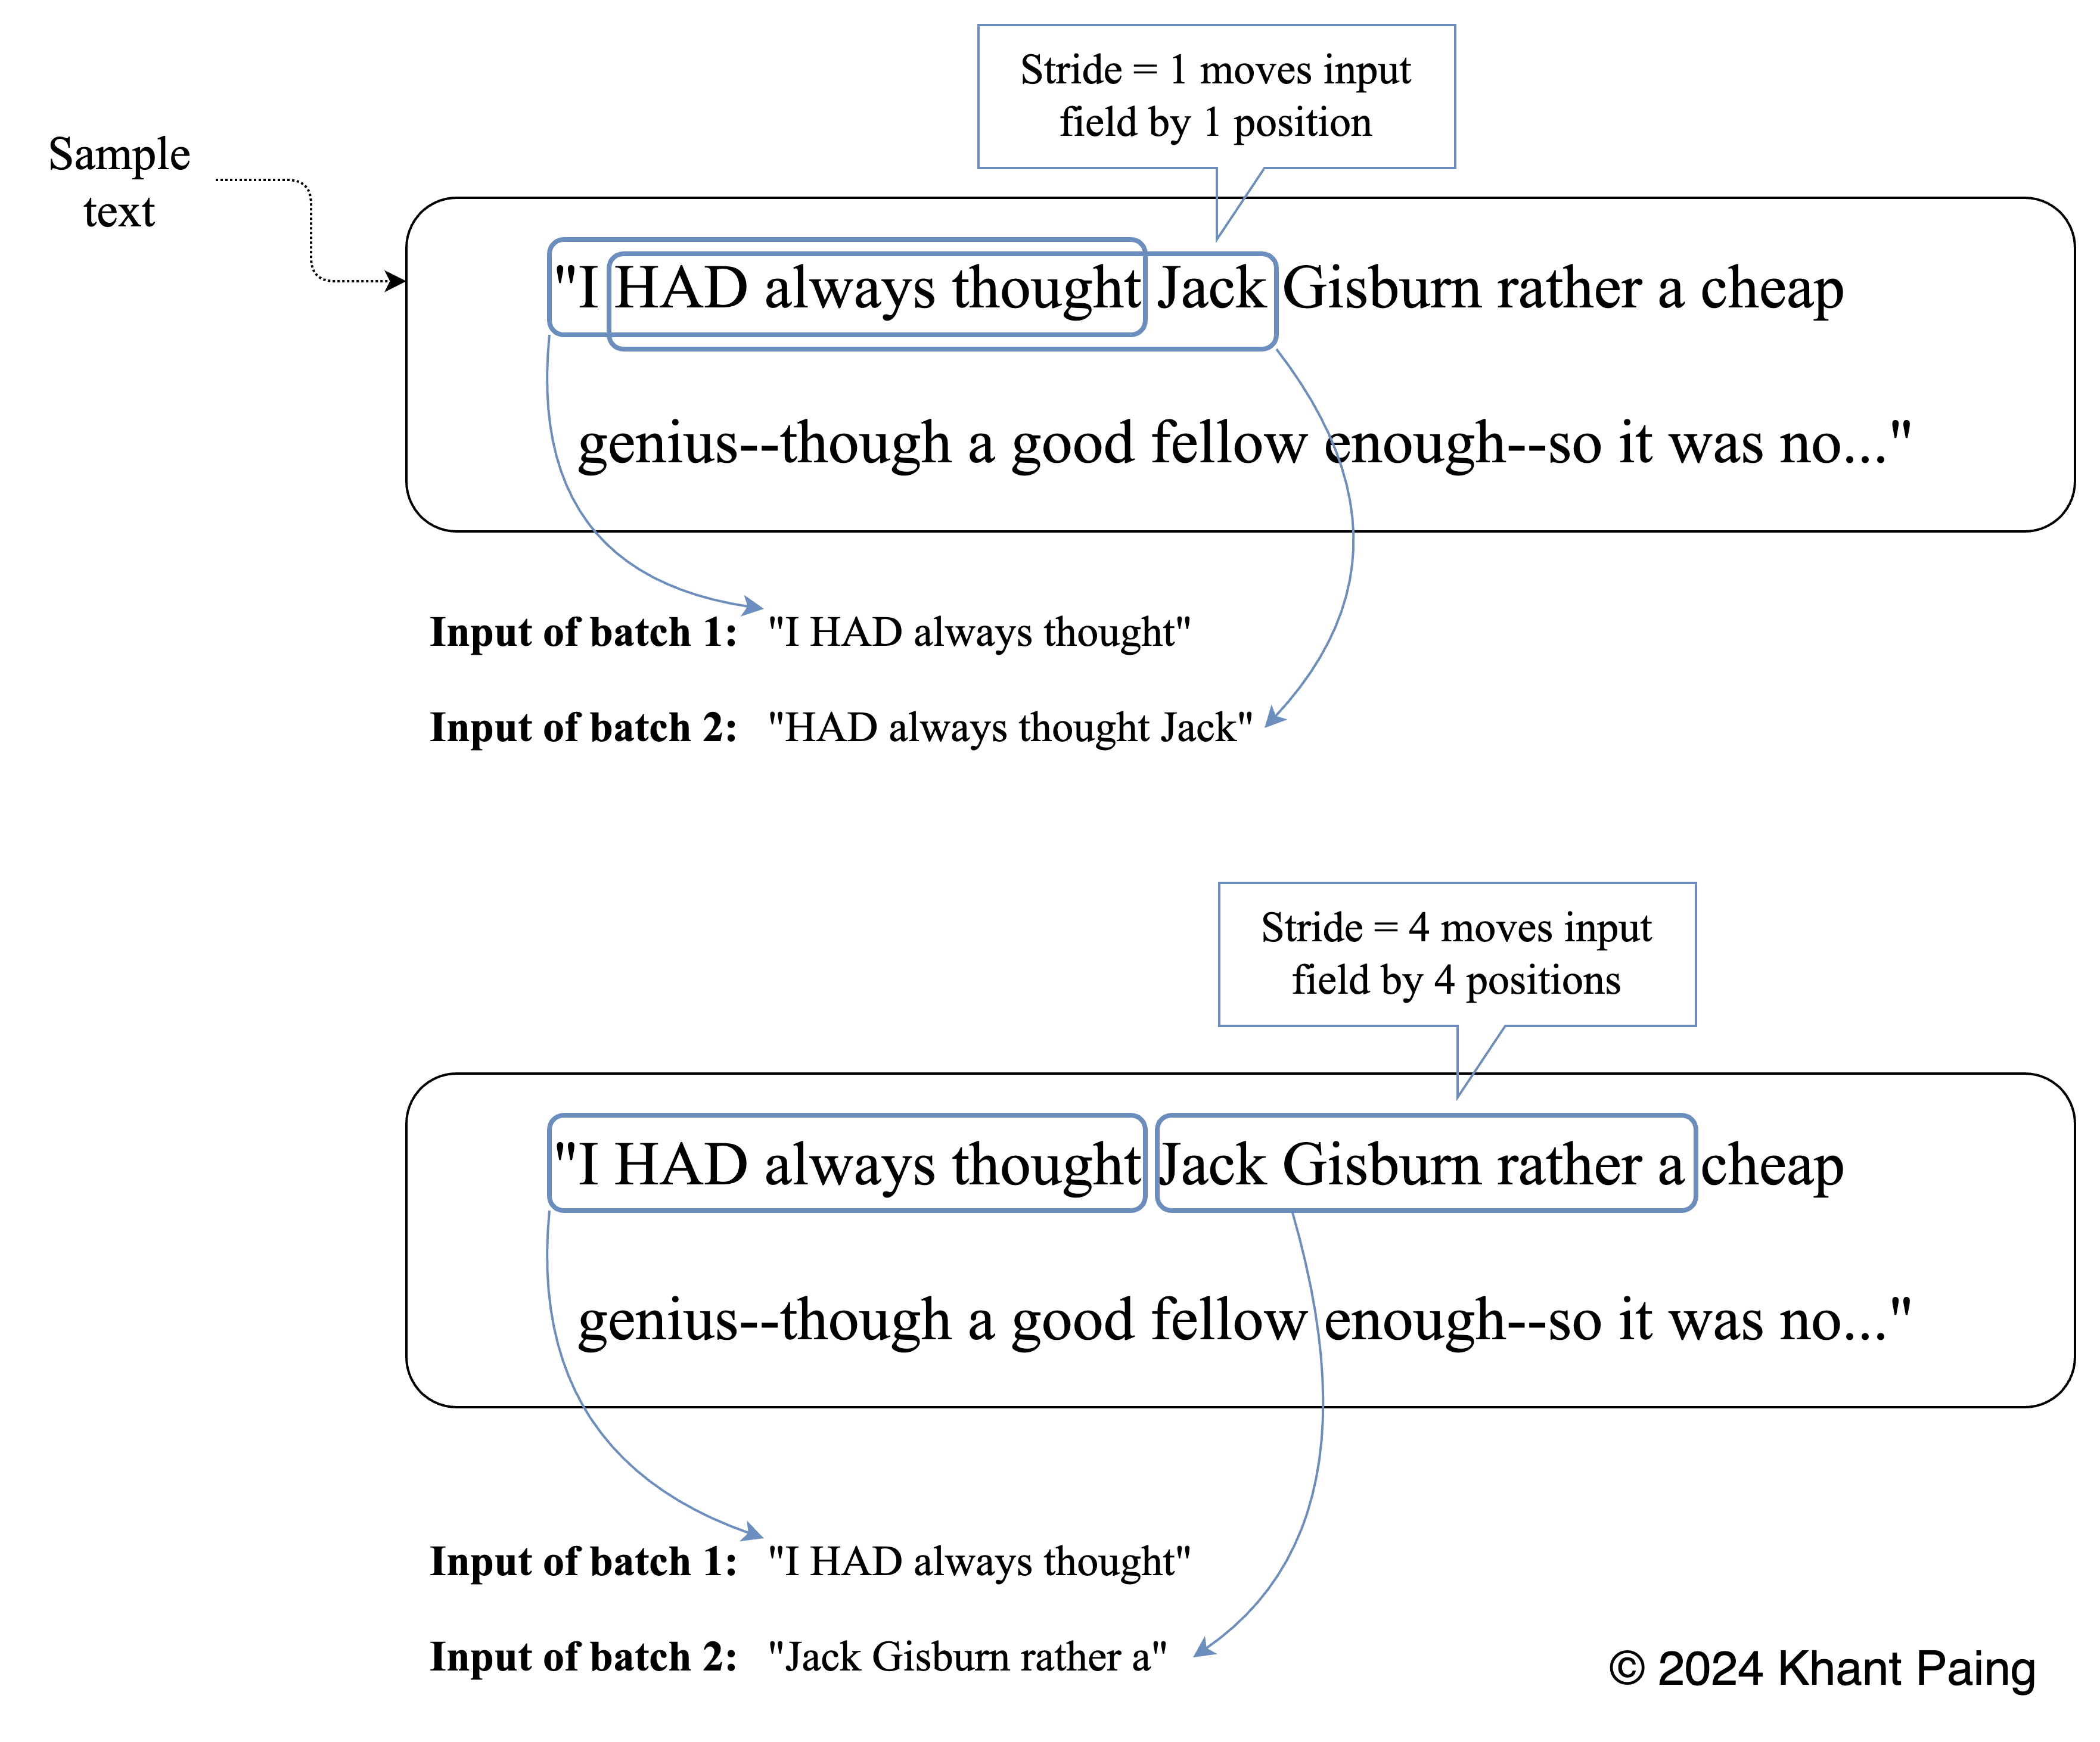 Stride = 1 moves input
field by 1 position
Sample
text
"I HAD always thought Jack Gisburn rather a cheap
genius--though a good fellow enough--so it was no..."
Input of batch 1: "I HAD always thought"
Input of batch 2: "HAD always thought Jack"
Stride = 4 moves input
field by 4 positions
"I HAD always thought Jack Gisburn rather a cheap
genius--though a good fellow enough--so it was no..."
Input of batch 1: "I HAD always thought"
Input of batch 2: "Jack Gisburn rather a"
© 2024 Khant Paing